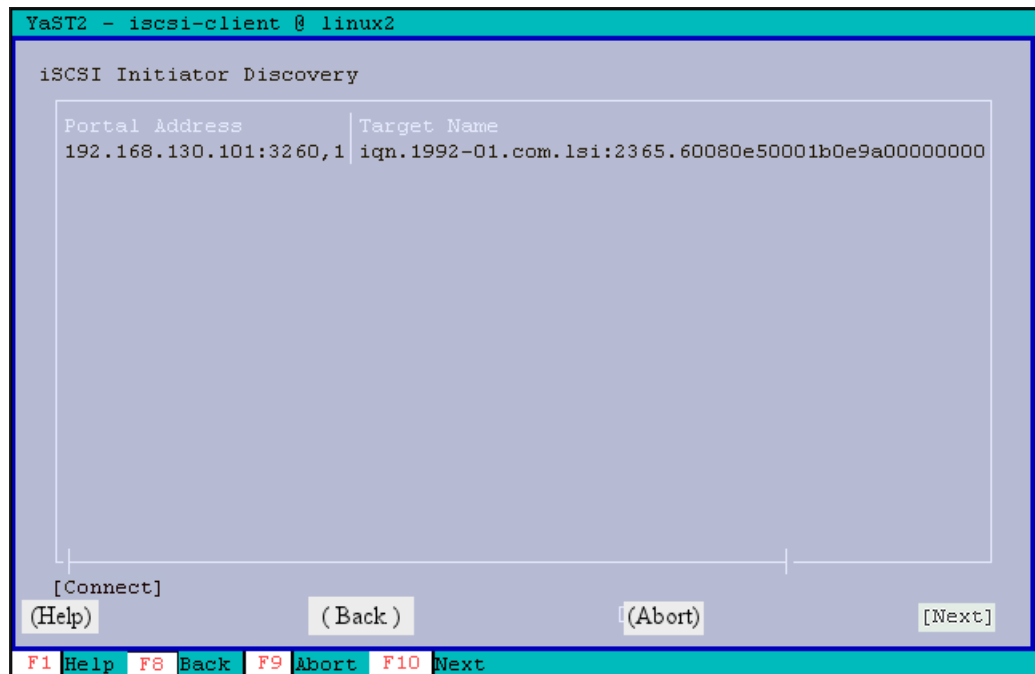 YaST2 - iscsi-client @ linux2
iSCSI Initiator Discovery
Portal Address Target Name
192.168.130.101:3260,1 iqn.1992-01.com.lsi:2365.60080e50001b0e9a00000000
[Connect]
(Help) ( Back ) (Abort) [Next]
F1 Help F8 Back F9 Abort F10 Next